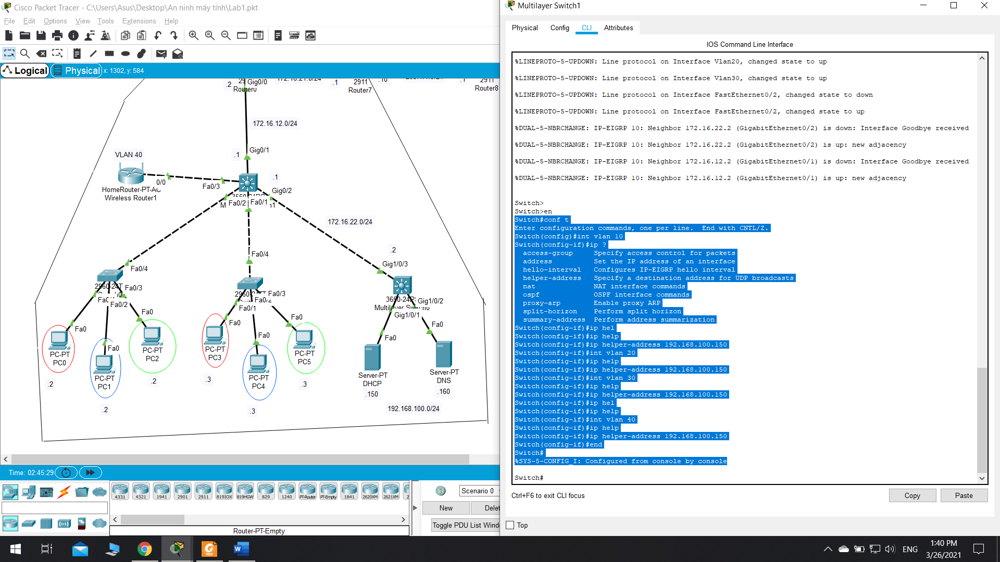 Cisco Packet Tracer - C:\Users\Asus\Desktop\An ninh máy tính\Lab1.pkt
File Edit Options View Tools Extensions Help
Logical Physical x: 1302, y: 584
.2 Gig0/0 .1 2911 .10 .1 2911
Router0 Router7 Router8
172.16.12.0/24
VLAN 40
.1 Gig0/1
0/0 Fa0/3 .1
HomeRouter-PT-AC
Wireless Router1
Gig0/2
Fa0/2 Fa0/1
172.16.22.0/24
.2
Fa0/4 Gig1/0/3
Fa0/4
2960-24T Fa0/3
Fa0/3
Fa0/2 Fa0/1
Gig1/0/2
Gig1/0/1
Fa0 Fa0 Fa0 Fa0
Fa0 Fa0 Fa0 Fa0
PC-PT PC0
PC-PT PC1
PC-PT PC2
PC-PT PC3
PC-PT PC4
PC-PT PC5
Server-PT DHCP
Server-PT DNS
.2 .2 .2 .3 .3 .3 .150 .160
192.168.100.0/24
Time: 02:45:29
4331 4321 1941 2901 2911 819IOX 819HGW 829 1240 PT-Router PT-Empty 1841 2620XM 2621XM
Router-PT-Empty
Scenario 0
New Delet
Toggle PDU List Wind
Multilayer Switch1
Physical Config CLI Attributes
IOS Command Line Interface
%LINEPROTO-5-UPDOWN: Line protocol on Interface Vlan20, changed state to up
%LINEPROTO-5-UPDOWN: Line protocol on Interface Vlan30, changed state to up
%LINEPROTO-5-UPDOWN: Line protocol on Interface FastEthernet0/2, changed state to down
%LINEPROTO-5-UPDOWN: Line protocol on Interface FastEthernet0/2, changed state to up
%DUAL-5-NBRCHANGE: IP-EIGRP 10: Neighbor 172.16.22.2 (GigabitEthernet0/2) is down: Interface Goodbye received
%DUAL-5-NBRCHANGE: IP-EIGRP 10: Neighbor 172.16.22.2 (GigabitEthernet0/2) is up: new adjacency
%DUAL-5-NBRCHANGE: IP-EIGRP 10: Neighbor 172.16.12.2 (GigabitEthernet0/1) is down: Interface Goodbye received
%DUAL-5-NBRCHANGE: IP-EIGRP 10: Neighbor 172.16.12.2 (GigabitEthernet0/1) is up: new adjacency
Switch>
Switch>en
Switch#conf t
Enter configuration commands, one per line.  End with CNTL/Z.
Switch(config)#int vlan 10
Switch(config-if)#ip ?
access-group Specify access control for packets
address Set the IP address of an interface
hello-interval Configures IP-EIGRP hello interval
helper-address Specify a destination address for UDP broadcasts
nat NAT interface commands
ospf OSPF interface commands
proxy-arp Enable proxy ARP
split-horizon Perform split horizon
summary-address Perform address summarization
Switch(config-if)#ip hel
Switch(config-if)#ip help
Switch(config-if)#ip helper-address 192.168.100.150
Switch(config-if)#int vlan 20
Switch(config-if)#ip help
Switch(config-if)#ip helper-address 192.168.100.150
Switch(config-if)#int vlan 30
Switch(config-if)#ip help
Switch(config-if)#ip helper-address 192.168.100.150
Switch(config-if)#ip hel
Switch(config-if)#ip help
Switch(config-if)#int vlan 40
Switch(config-if)#ip help
Switch(config-if)#ip helper-address 192.168.100.150
Switch(config-if)#end
Switch#
%SYS-5-CONFIG_I: Configured from console by console
Switch#
Ctrl+F6 to exit CLI focus
Copy Paste
Top
ENG
1:40 PM
3/26/2021